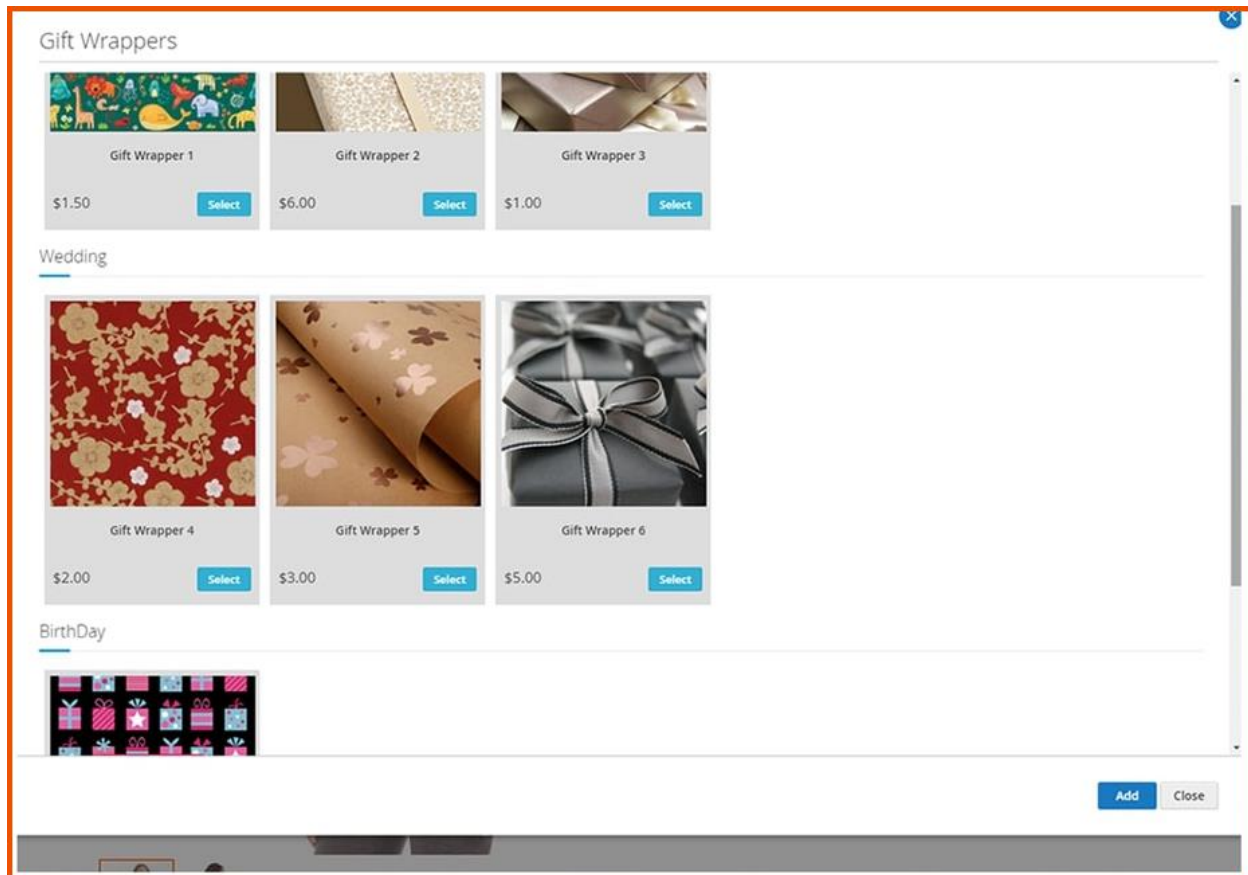 Gift Wrappers
Gift Wrapper 1
Gift Wrapper 2
Gift Wrapper 3
$1.50
Select
$6.00
Select
$1.00
Select
Wedding
Gift Wrapper 4
Gift Wrapper 5
Gift Wrapper 6
$2.00
Select
$3.00
Select
$5.00
Select
BirthDay
Add
Close